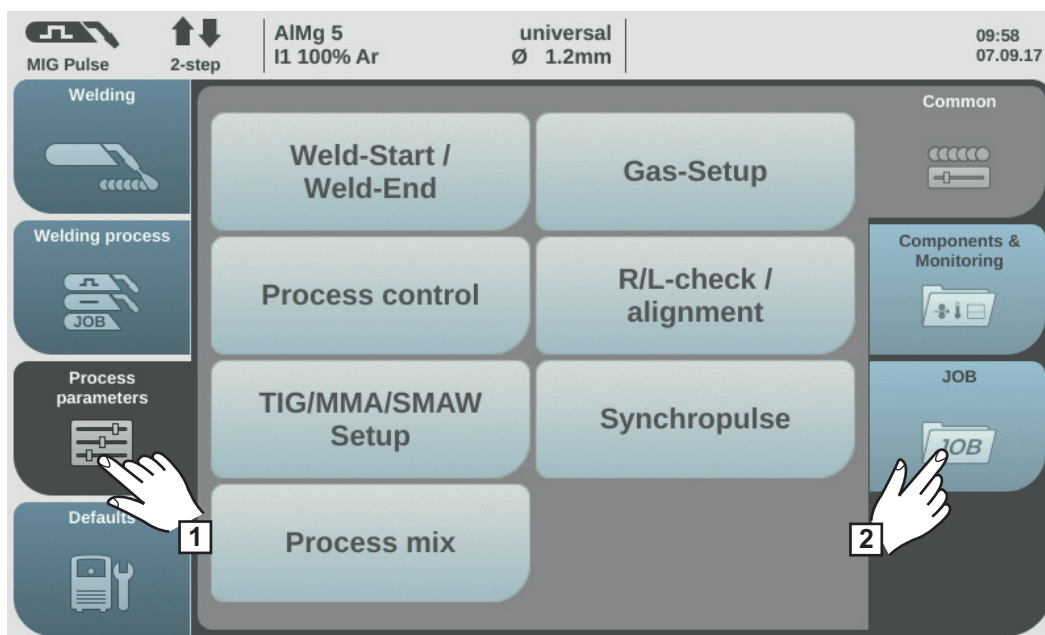 MIG Pulse
2-step
AlMg 5
I1 100% Ar
universal
Ø 1.2mm
09:58
07.09.17
Welding
Welding process
JOB
Process
parameters
Defaults
Weld-Start /
Weld-End
Gas-Setup
Process control
R/L-check /
alignment
TIG/MMA/SMAW
Setup
Synchropulse
Process mix
Common
Components &
Monitoring
JOB
JOB
1
2